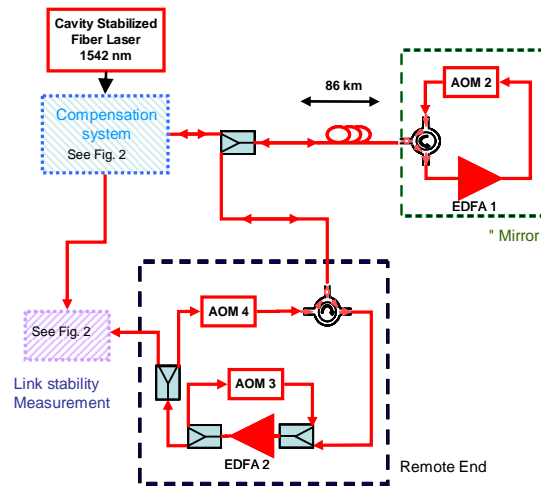 Cavity Stabilized
Fiber Laser
1542 nm
Compensation
system
See Fig. 2
86 km
AOM 2
EDFA 1
" Mirror
AOM 4
See Fig. 2
Link stability
Measurement
AOM 3
EDFA 2
Remote End